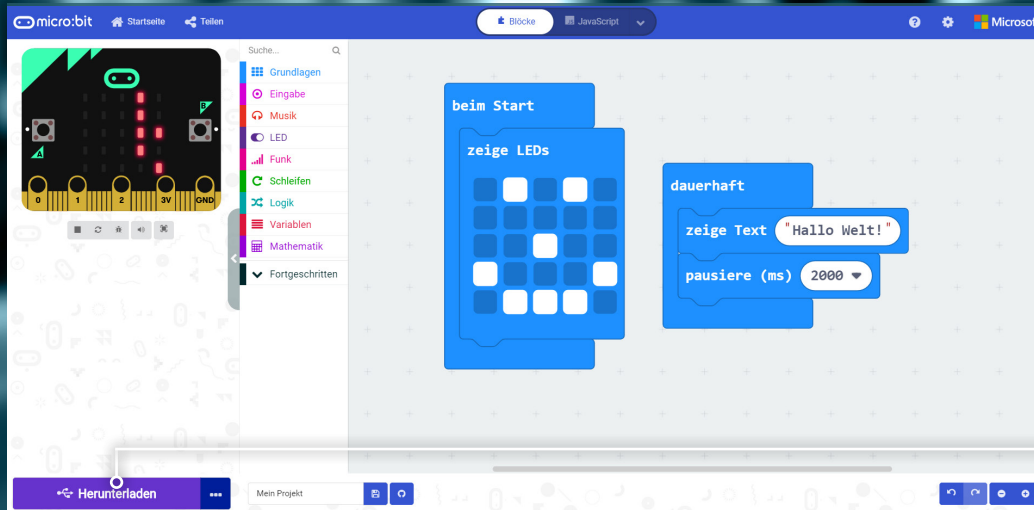 micro:bit Startseite Teilen Blöcke JavaScript Microsoft
Suche...
Grundlagen
Eingabe
Musik
LED
Funk
Schleifen
Logik
Variablen
Mathematik
Fortgeschritten
A
B
0 1 2 3V GND
beim Start
zeige LEDs
dauerhaft
zeige Text "Hallo Welt!"
pausiere (ms) 2000
Herunterladen ... Mein Projekt